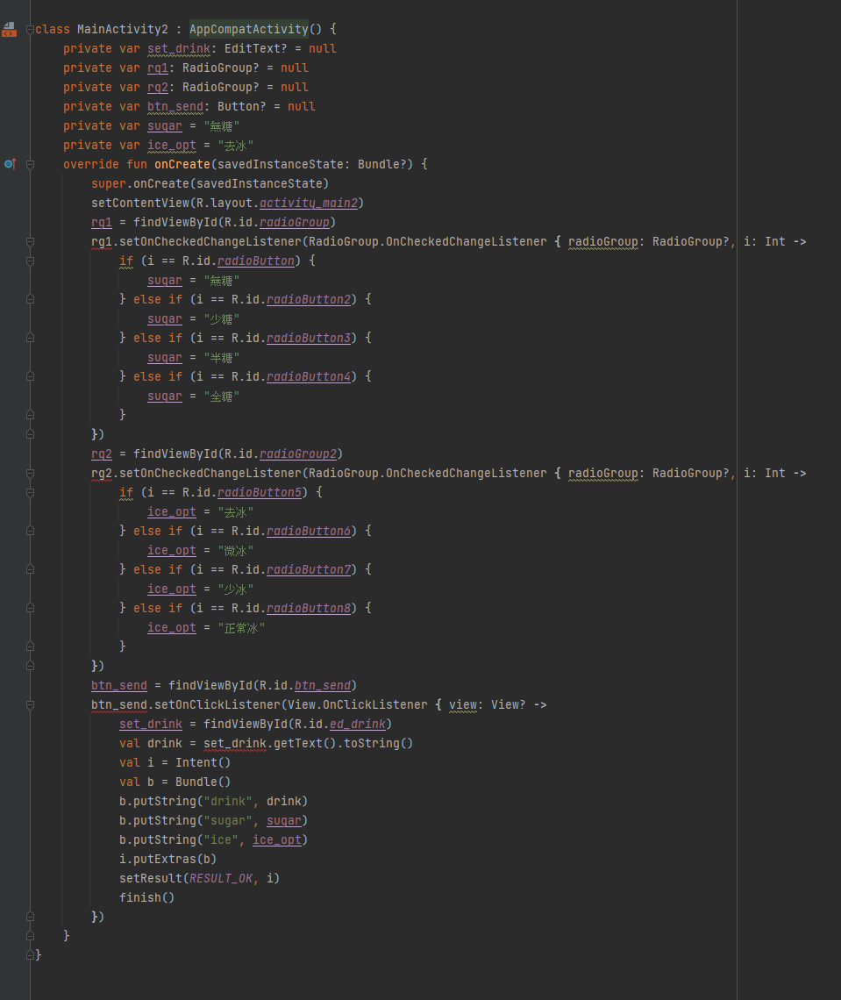 class MainActivity2 : AppCompatActivity() {
    private var set_drink: EditText? = null
    private var rg1: RadioGroup? = null
    private var rg2: RadioGroup? = null
    private var btn_send: Button? = null
    private var sugar = "無糖"
    private var ice_opt = "去冰"
    override fun onCreate(savedInstanceState: Bundle?) {
        super.onCreate(savedInstanceState)
        setContentView(R.layout.activity_main2)
        rg1 = findViewById(R.id.radioGroup)
        rg1.setOnCheckedChangeListener(RadioGroup.OnCheckedChangeListener { radioGroup: RadioGroup?, i: Int ->
            if (i == R.id.radioButton) {
                sugar = "無糖"
            } else if (i == R.id.radioButton2) {
                sugar = "少糖"
            } else if (i == R.id.radioButton3) {
                sugar = "半糖"
            } else if (i == R.id.radioButton4) {
                sugar = "全糖"
            }
        })
        rg2 = findViewById(R.id.radioGroup2)
        rg2.setOnCheckedChangeListener(RadioGroup.OnCheckedChangeListener { radioGroup: RadioGroup?, i: Int ->
            if (i == R.id.radioButton5) {
                ice_opt = "去冰"
            } else if (i == R.id.radioButton6) {
                ice_opt = "微冰"
            } else if (i == R.id.radioButton7) {
                ice_opt = "少冰"
            } else if (i == R.id.radioButton8) {
                ice_opt = "正常冰"
            }
        })
        btn_send = findViewById(R.id.btn_send)
        btn_send.setOnClickListener(View.OnClickListener { view: View? ->
            set_drink = findViewById(R.id.ed_drink)
            val drink = set_drink.getText().toString()
            val i = Intent()
            val b = Bundle()
            b.putString("drink", drink)
            b.putString("sugar", sugar)
            b.putString("ice", ice_opt)
            i.putExtras(b)
            setResult(RESULT_OK, i)
            finish()
        })
    }
}